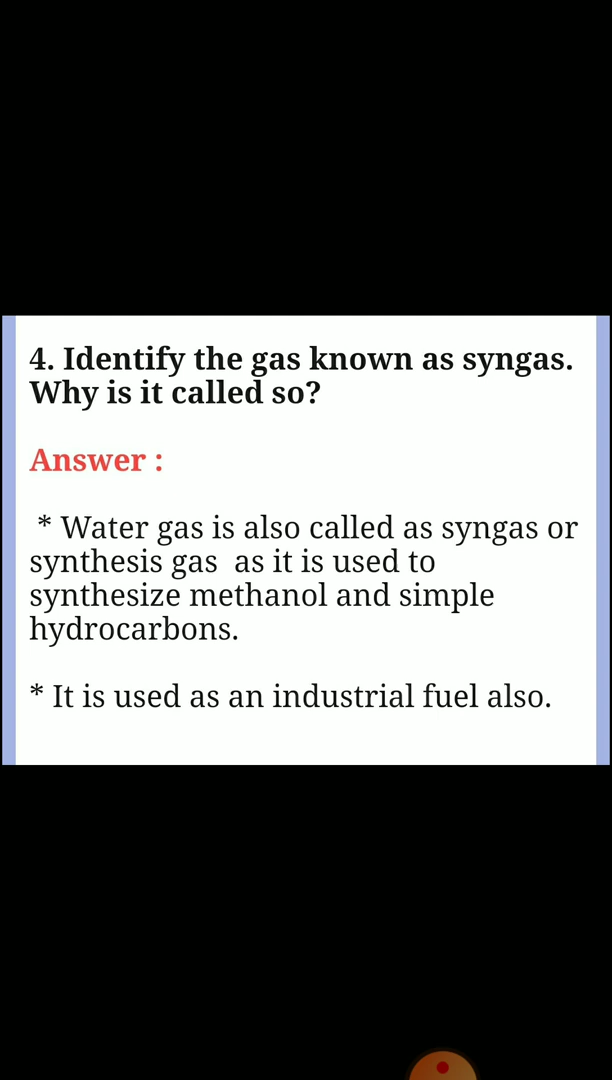 4. Identify the gas known as syngas.
Why is it called so?
Answer :
* Water gas is also called as syngas or
synthesis gas  as it is used to
synthesize methanol and simple
hydrocarbons.
* It is used as an industrial fuel also.